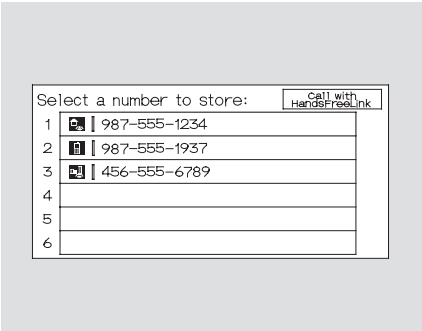 Select a number to store:
Call with
HandsFreeLink
1 987-555-1234
2 987-555-1937
3 456-555-6789
4
5
6